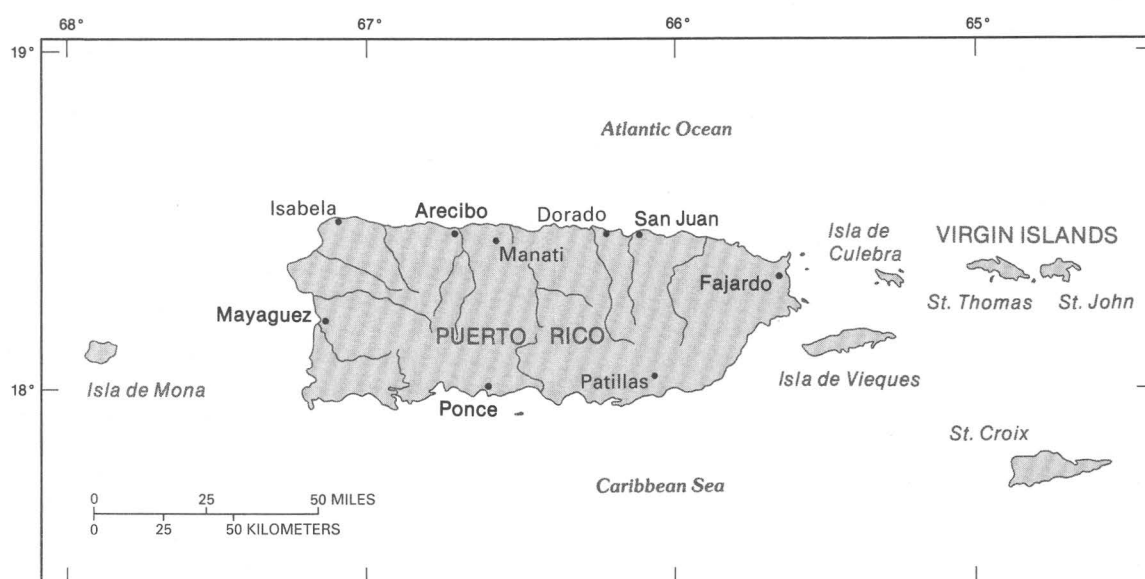 68° 67° 66° 65°
19°
Atlantic Ocean
Isabela Arecibo Dorado San Juan
Manati
Isla de
Culebra
VIRGIN ISLANDS
Fajardo
St. Thomas St. John
Mayaguez
PUERTO RICO
Isla de Mona
18°
Ponce
Patillas
Isla de Vieques
St. Croix
Caribbean Sea
0 25 50 MILES
0 25 50 KILOMETERS